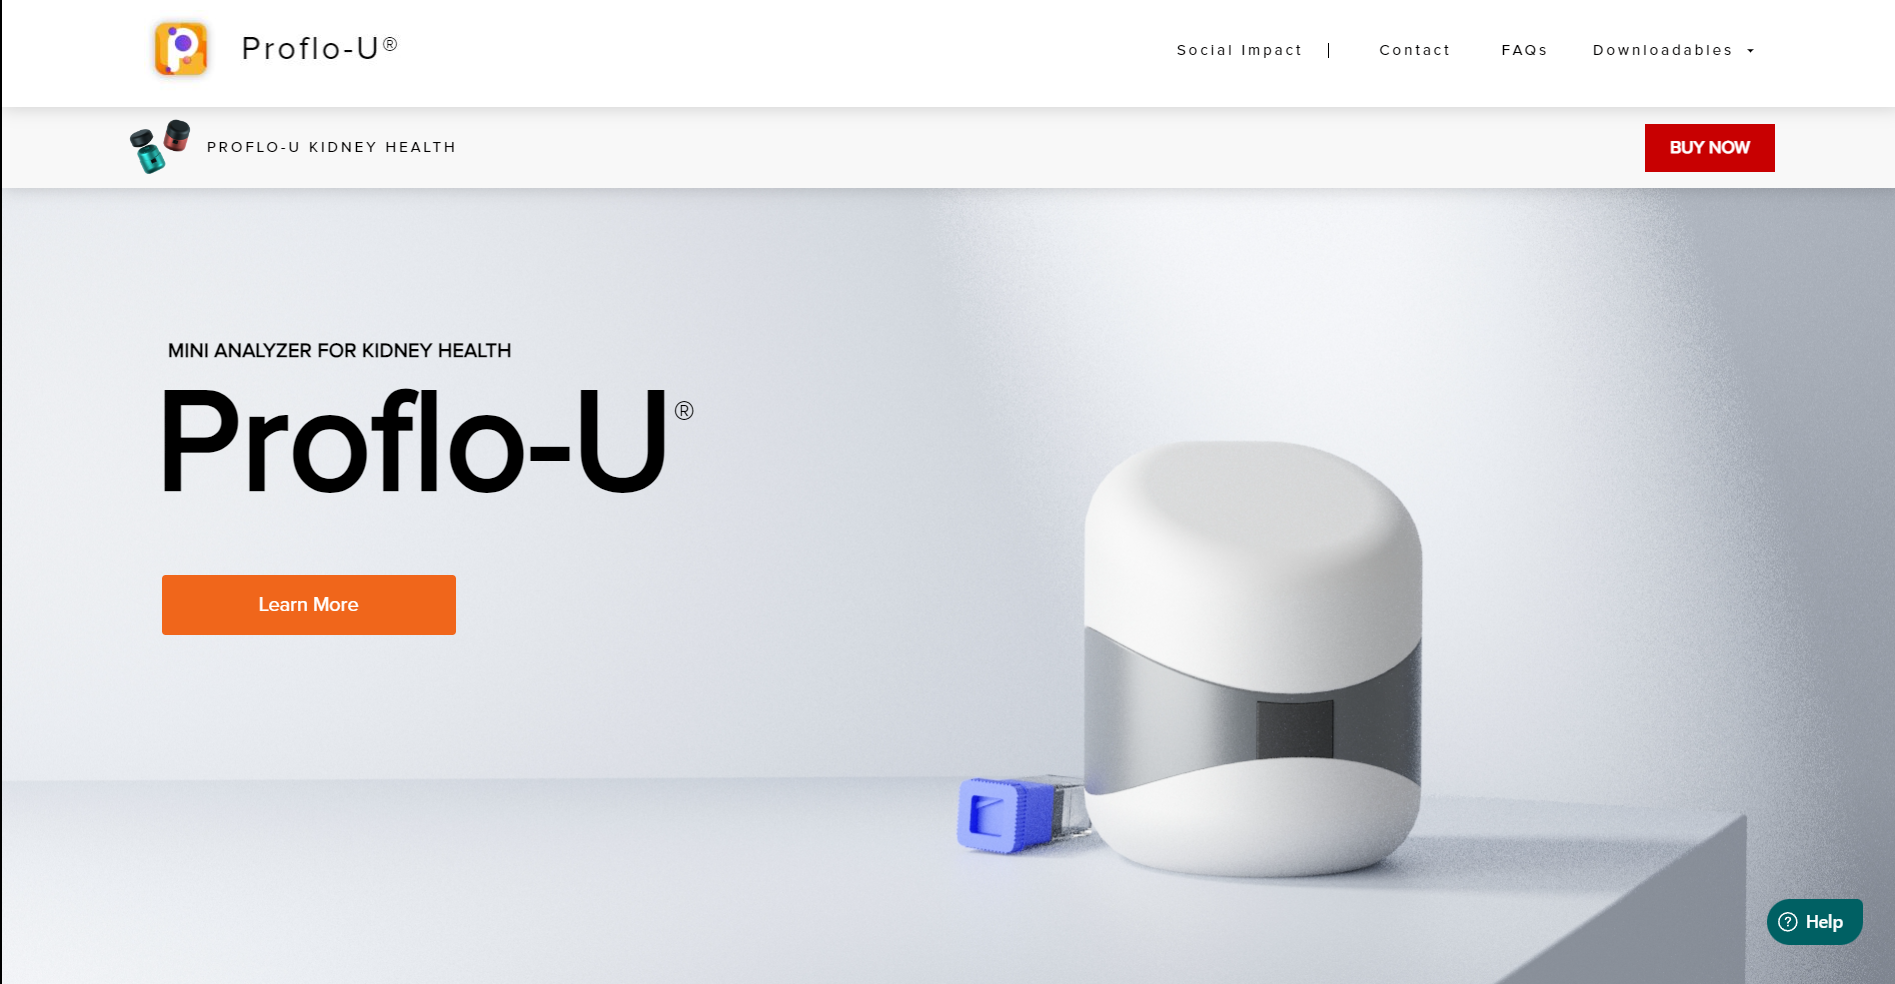 Proflo-U®
Social Impact | Contact FAQs Downloadables
PROFLO-U KIDNEY HEALTH
BUY NOW
MINI ANALYZER FOR KIDNEY HEALTH
Proflo-U®
Learn More
Help